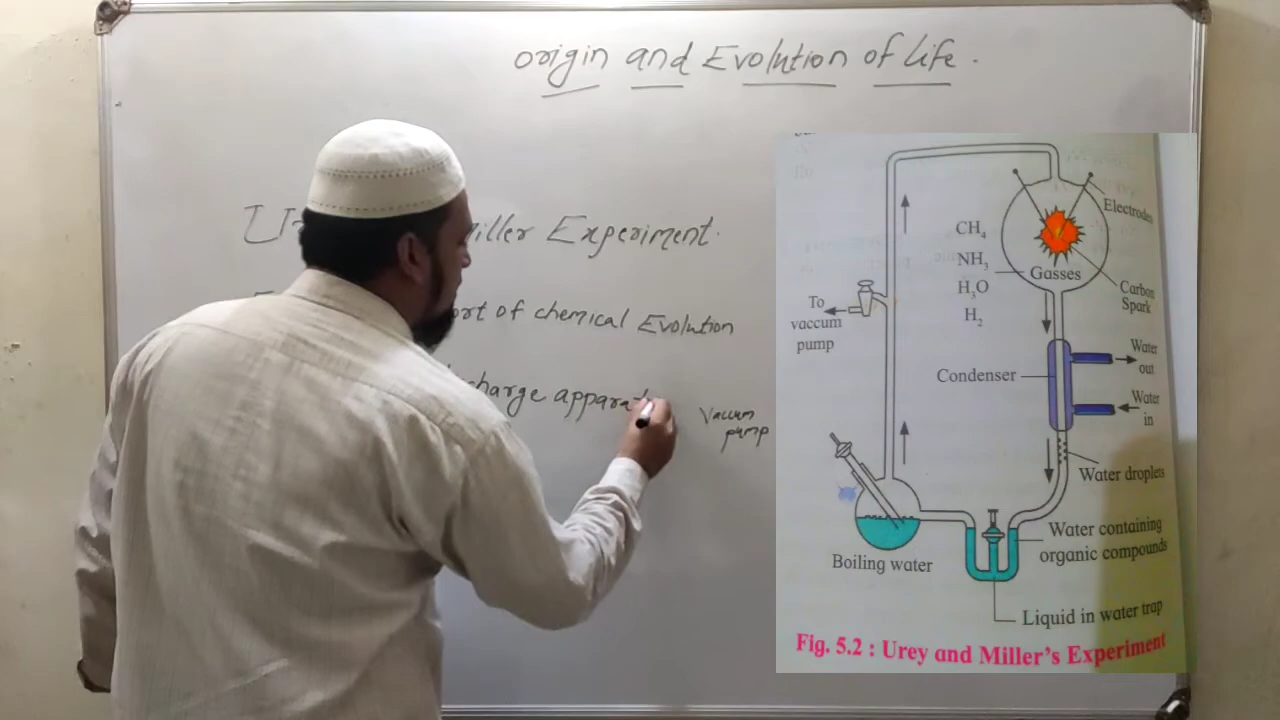 origin and Evolution of Life.
Miller Experiment.
of chemical Evolution
charge
Vaccum
pump
CH₄
NH₃
H₂O
H₂
Gasses
Electrodes
Carbon
Spark
To
vaccum
pump
Condenser
Water
out
Water
in
Water droplets
Boiling water
Water containing
organic compounds
Liquid in water trap
Fig. 5.2 : Urey and Miller's Experiment